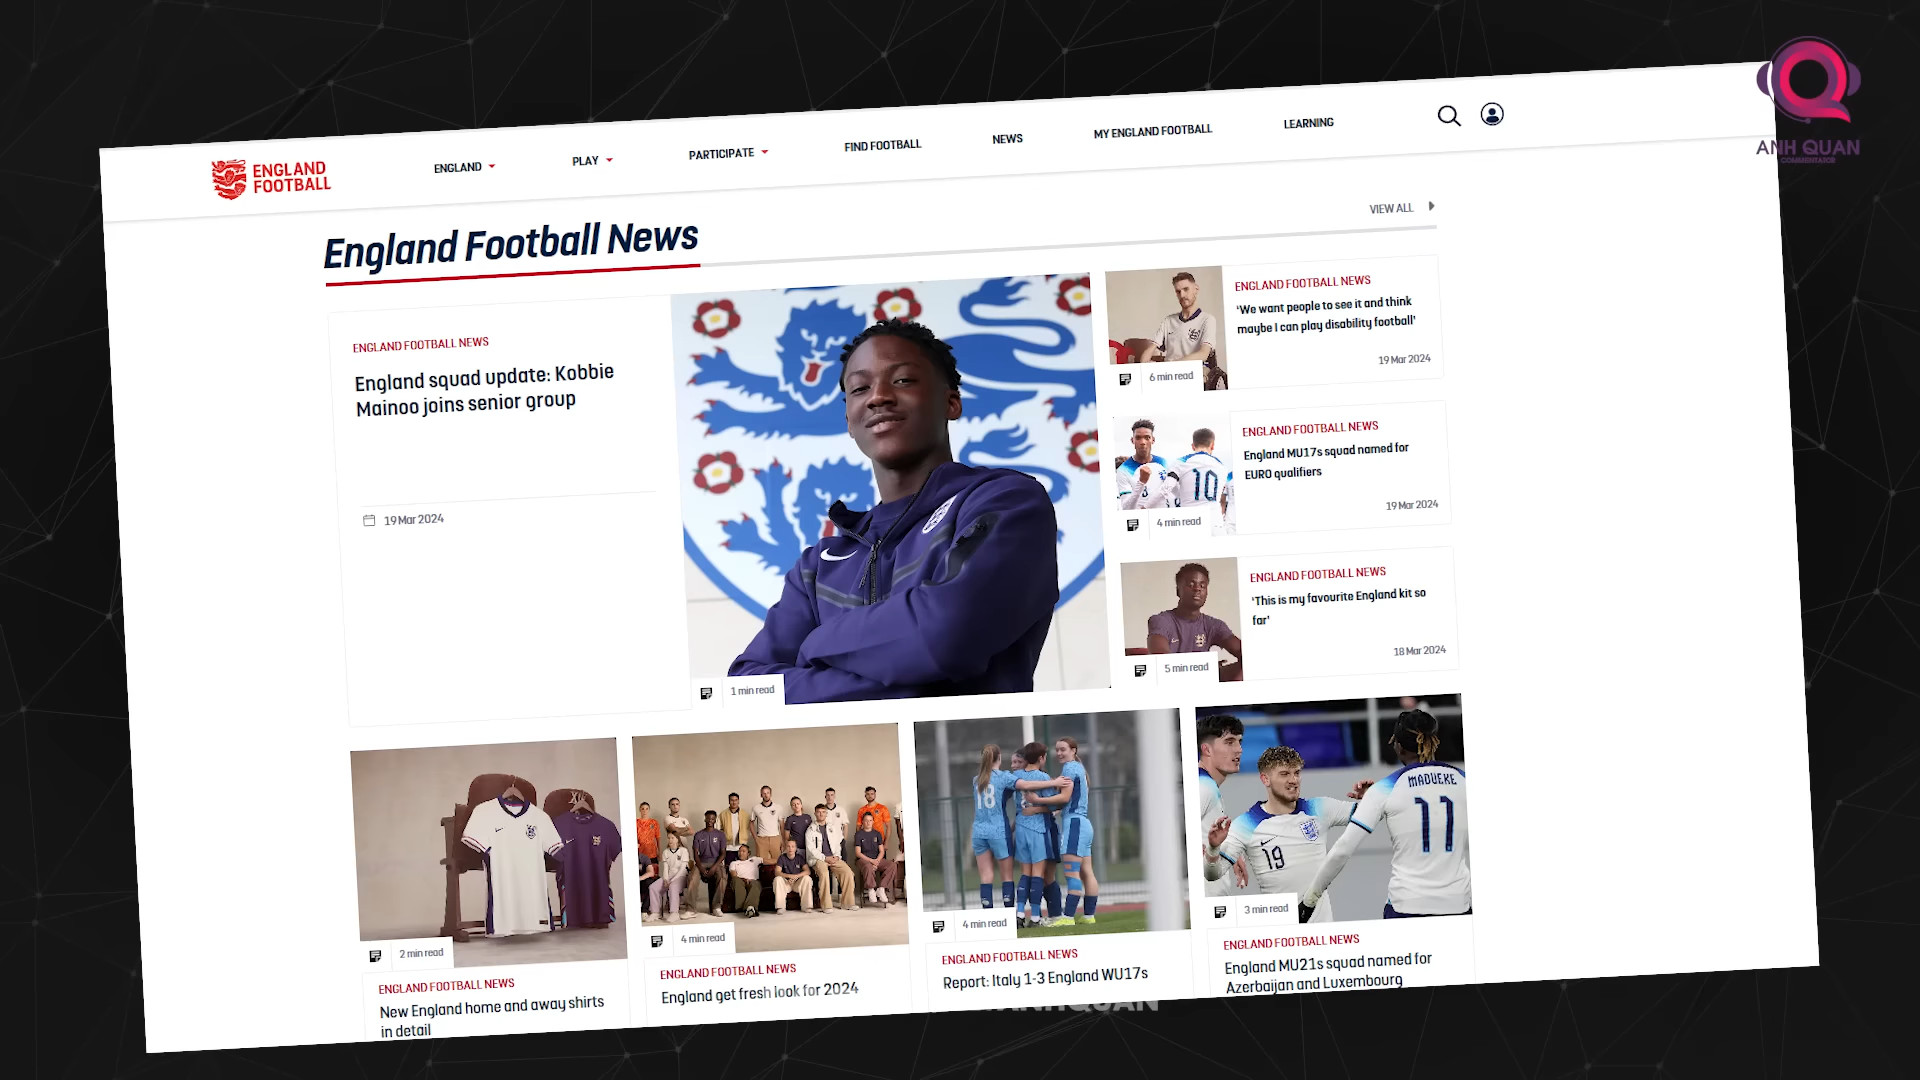 ANH QUAN
COMMENTATOR
ENGLAND
FOOTBALL
ENGLAND
PLAY
PARTICIPATE
FIND FOOTBALL
NEWS
MY ENGLAND FOOTBALL
LEARNING
England Football News
VIEW ALL
ENGLAND FOOTBALL NEWS
England squad update: Kobbie
Mainoo joins senior group
19 Mar 2024
1 min read
ENGLAND FOOTBALL NEWS
‘We want people to see it and think
maybe I can play disability football’
19 Mar 2024
6 min read
ENGLAND FOOTBALL NEWS
England MU17s squad named for
EURO qualifiers
19 Mar 2024
4 min read
10
ENGLAND FOOTBALL NEWS
‘This is my favourite England kit so
far’
18 Mar 2024
5 min read
2 min read
ENGLAND FOOTBALL NEWS
New England home and away shirts
in detail
4 min read
ENGLAND FOOTBALL NEWS
England get fresh look for 2024
18
4 min read
ENGLAND FOOTBALL NEWS
Report: Italy 1-3 England WU17s
MADUEKE
11
19
3 min read
ENGLAND FOOTBALL NEWS
England MU21s squad named for
Azerbaijan and Luxembourg